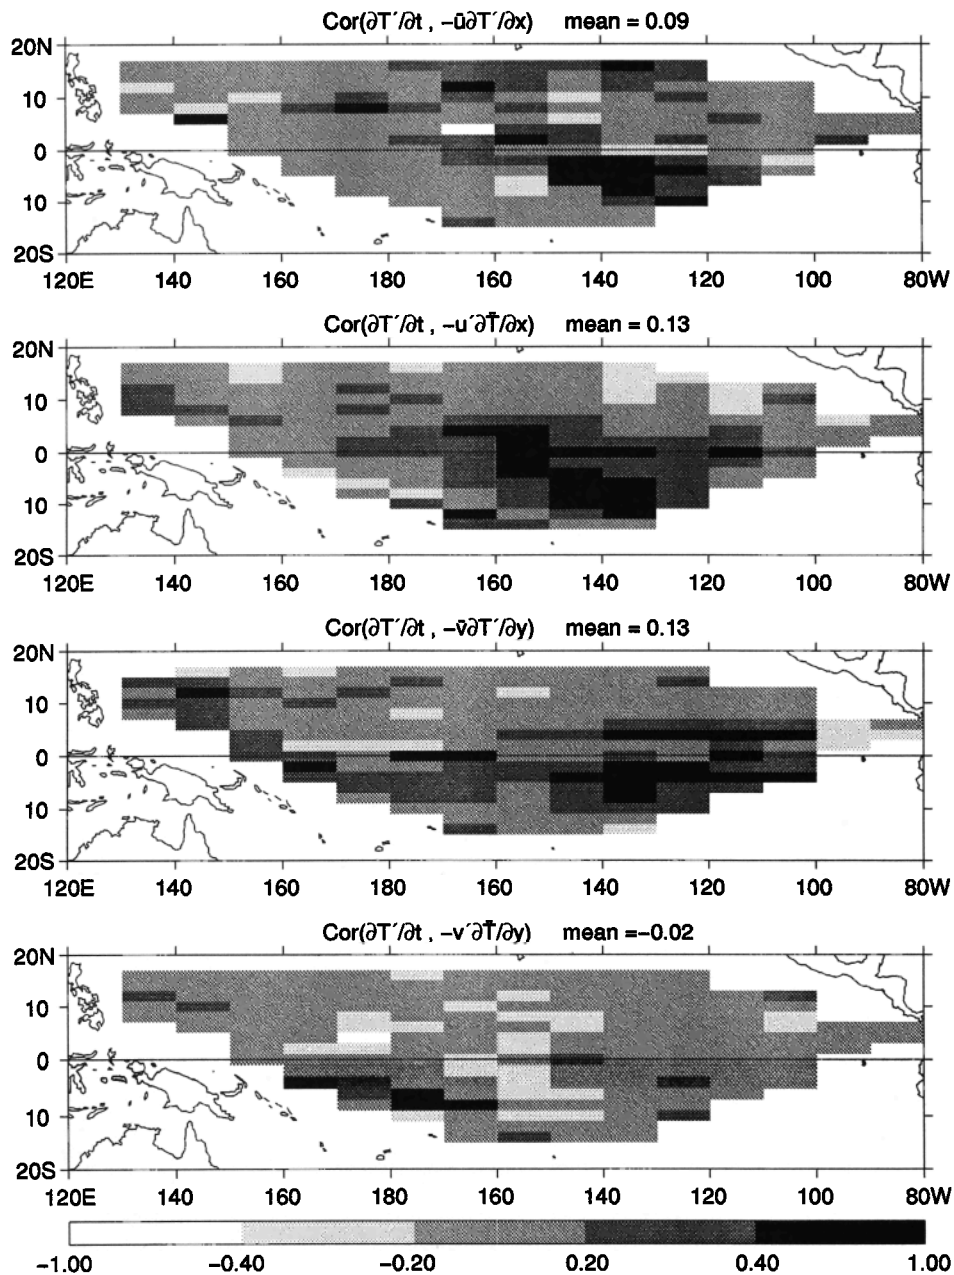 Cor(∂T´/∂t , −ū∂T´/∂x) mean = 0.09
20N
10
0
10
20S
120E 140 160 180 160 140 120 100 80W
Cor(∂T´/∂t , −u´∂T̄/∂x) mean = 0.13
20N
10
0
10
20S
120E 140 160 180 160 140 120 100 80W
Cor(∂T´/∂t , −v̄∂T´/∂y) mean = 0.13
20N
10
0
10
20S
120E 140 160 180 160 140 120 100 80W
Cor(∂T´/∂t , −v´∂T̄/∂y) mean =−0.02
20N
10
0
10
20S
120E 140 160 180 160 140 120 100 80W
−1.00 −0.40 −0.20 0.20 0.40 1.00